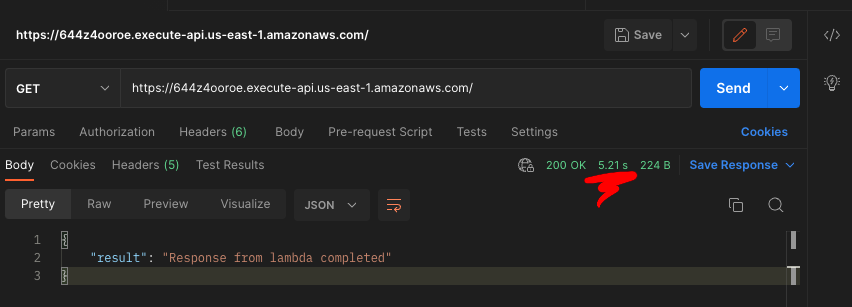 https://644z4ooroe.execute-api.us-east-1.amazonaws.com/
Save
GET
https://644z4ooroe.execute-api.us-east-1.amazonaws.com/
Send
Params Authorization Headers (6) Body Pre-request Script Tests Settings Cookies
Body Cookies Headers (5) Test Results 200 OK 5.21 s 224 B Save Response
Pretty Raw Preview Visualize JSON
1 {
2 "result": "Response from lambda completed"
3 }